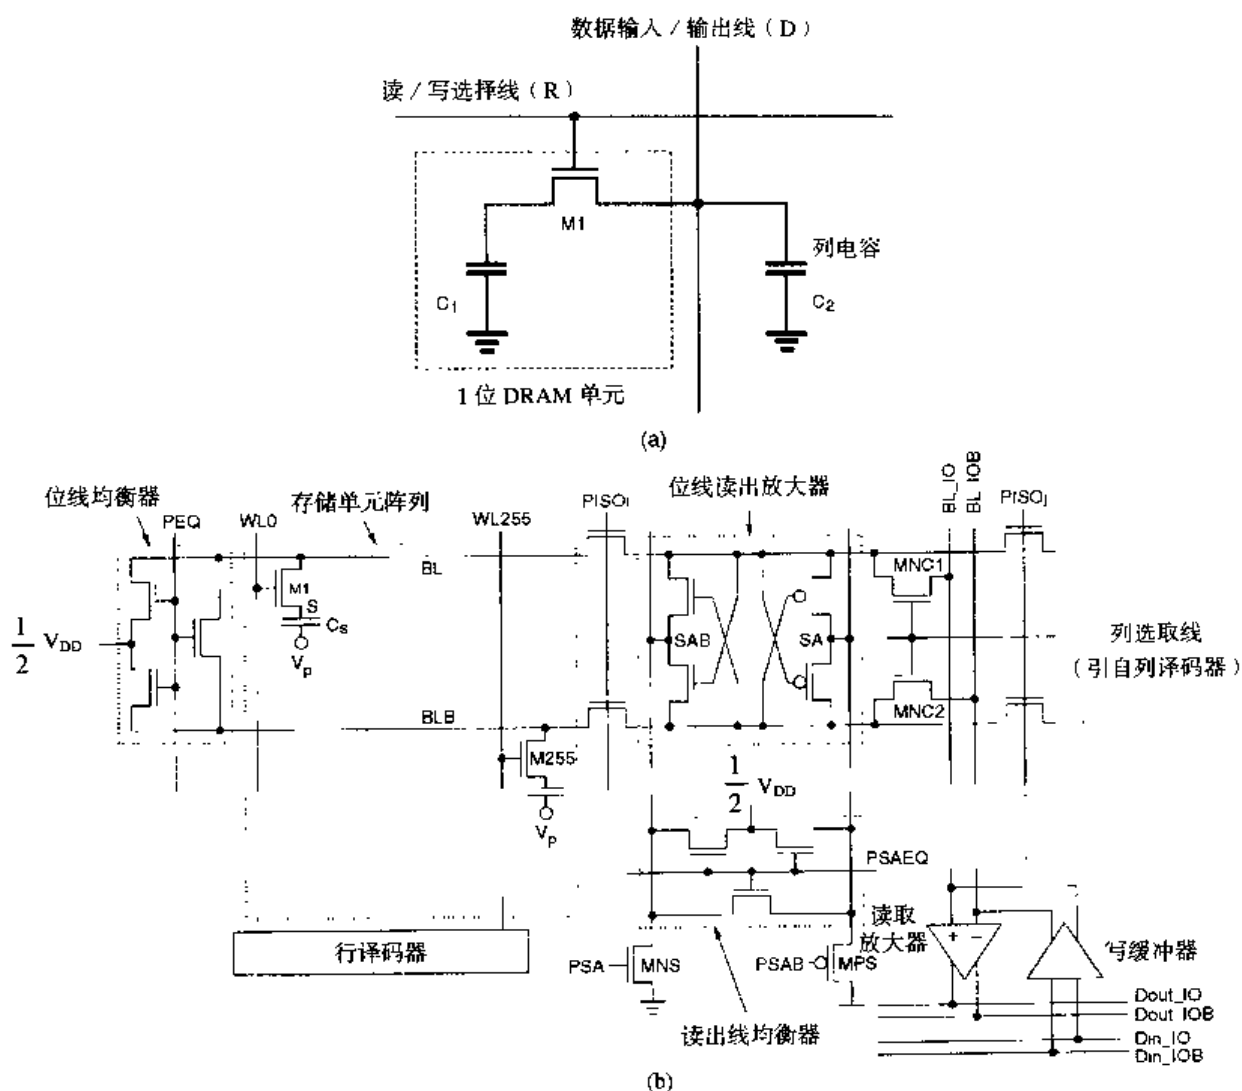 数据输入／输出线（D）
读／写选择线（R）
M1
列电容
C₁
C₂
1 位 DRAM 单元
(a)
位线均衡器
存储单元阵列
位线读出放大器
BL_IO
BL_IOB
PISOᵢ
PISOⱼ
PEQ
WL0
WL255
BL
MNC1
M1
S
Cs
Vp
1/2 VDD
SAB
SA
列选取线
（引自列译码器）
MNC2
BLB
M255
Vp
1/2 VDD
PSAEQ
读取
放大器
+ −
写缓冲器
行译码器
PSA
MNS
PSAB
MPS
Dout_IO
Dout_IOB
Din_IO
Din_IOB
读出线均衡器
(b)